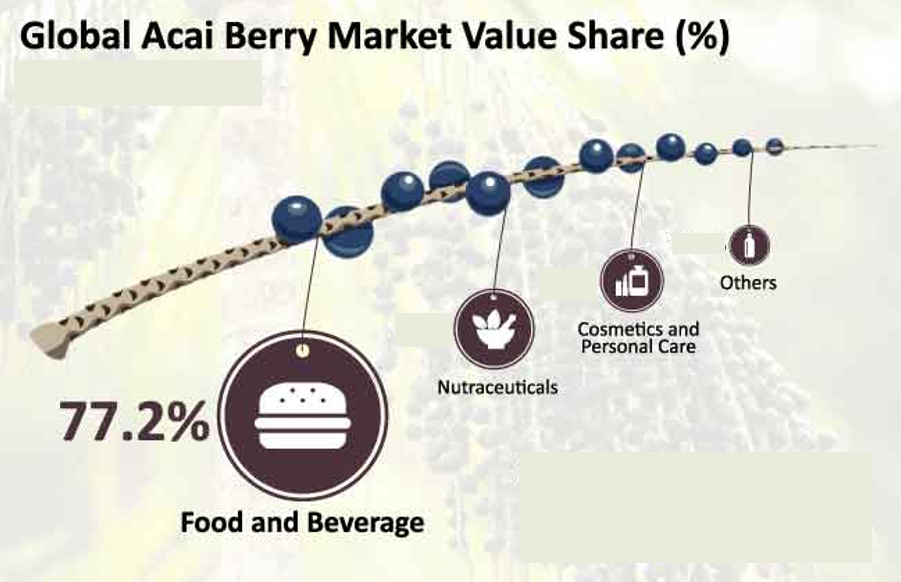 Global Acai Berry Market Value Share (%)
Others
Cosmetics and
Personal Care
Nutraceuticals
77.2%
Food and Beverage